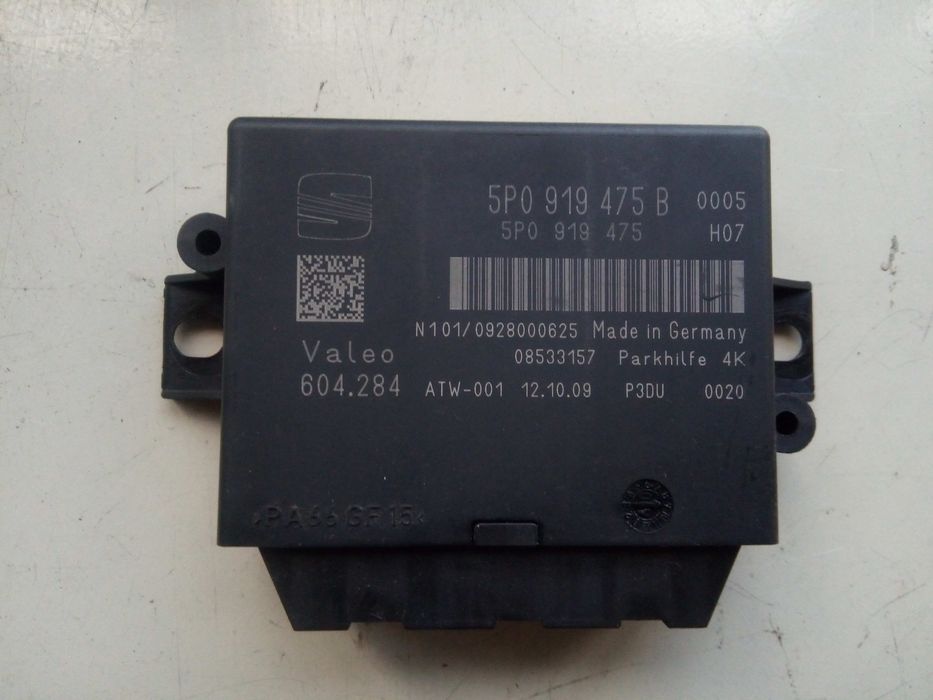 5P0 919 475 B 0005
5P0 919 475 H07
N101/0928000625 Made in Germany
Valeo 08533157 Parkhilfe 4K
604.284 ATW-001 12.10.09 P3DU 0020
>PA66 GF15<